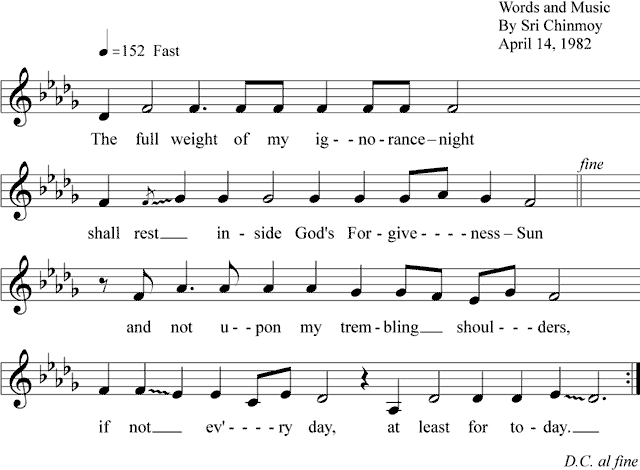 Words and Music
By Sri Chinmoy
April 14, 1982
=152 Fast
The full weight of my ig - - no - rance – night
fine
shall rest___ in - side God's For - give - - - - ness – Sun
and not u - - pon my trem - bling___ shoul - - - ders,
if not___ ev' - - - - ry day, at least for to - day.___
D.C. al fine